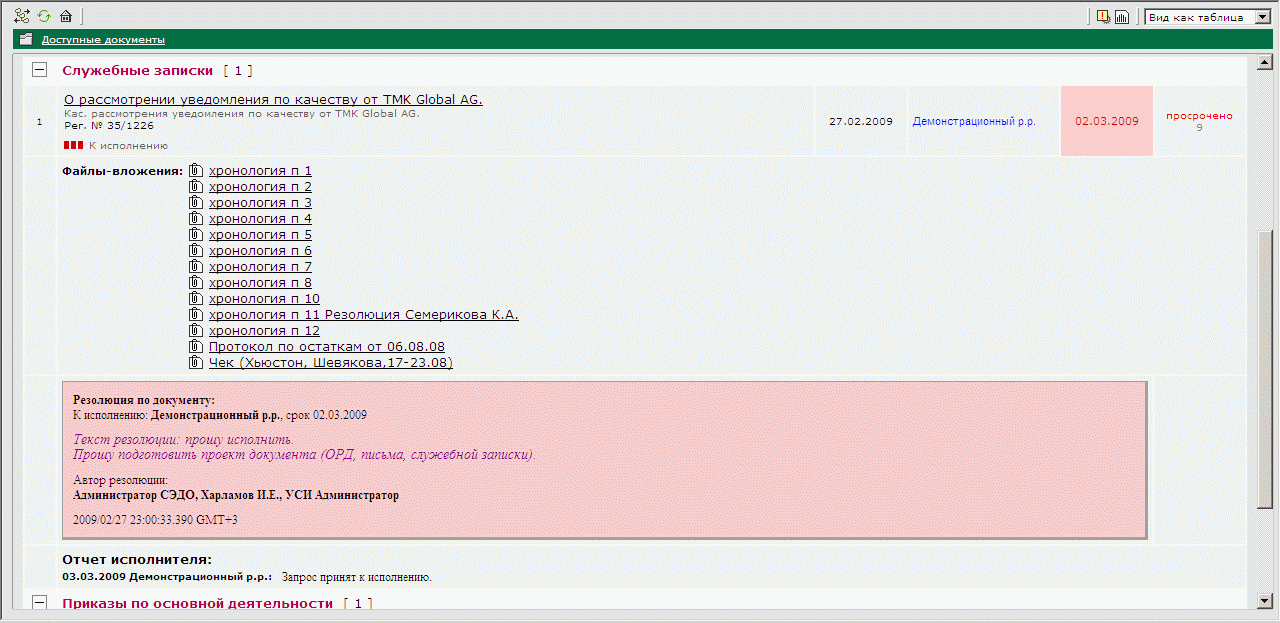 Вид как таблица
Доступные документы
Служебные записки [ 1 ]
О рассмотрении уведомления по качеству от TMK Global AG.
Кас. рассмотрения уведомления по качеству от TMK Global AG.
1
Рег. № 35/1226
27.02.2009
Демонстрационный р.р.
02.03.2009
просрочено
9
К исполнению
Файлы-вложения:
хронология п 1
хронология п 2
хронология п 3
хронология п 4
хронология п 5
хронология п 6
хронология п 7
хронология п 8
хронология п 10
хронология п 11 Резолюция Семерикова К.А.
хронология п 12
Протокол по остаткам от 06.08.08
Чек (Хьюстон, Шевякова,17-23.08)
Резолюция по документу:
К исполнению: Демонстрационный р.р., срок 02.03.2009
Текст резолюции: прошу исполнить.
Прошу подготовить проект документа (ОРД, письма, служебной записки).
Автор резолюции:
Администратор СЭДО, Харламов И.Е., УСИ Администратор
2009/02/27 23:00:33.390 GMT+3
Отчет исполнителя:
03.03.2009 Демонстрационный р.р.: Запрос принят к исполнению.
Приказы по основной деятельности [ 1 ]